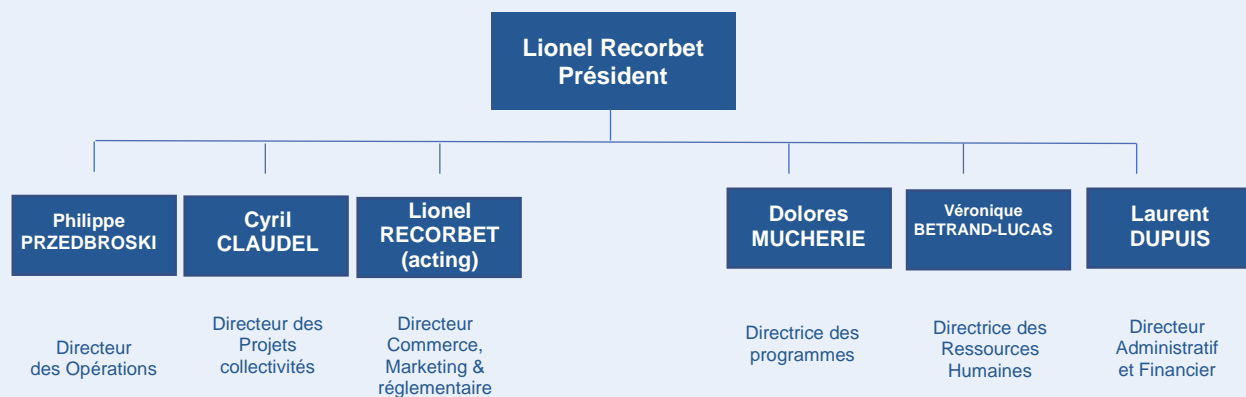 Lionel Recorbet
Président
Philippe
PRZEDBROSKI
Cyril
CLAUDEL
Lionel
RECORBET
(acting)
Dolores
MUCHERIE
Véronique
BETRAND-LUCAS
Laurent
DUPUIS
Directeur
des Opérations
Directeur des
Projets
collectivités
Directeur
Commerce,
Marketing &
réglementaire
Directrice des
programmes
Directrice des
Ressources
Humaines
Directeur
Administratif
et Financier